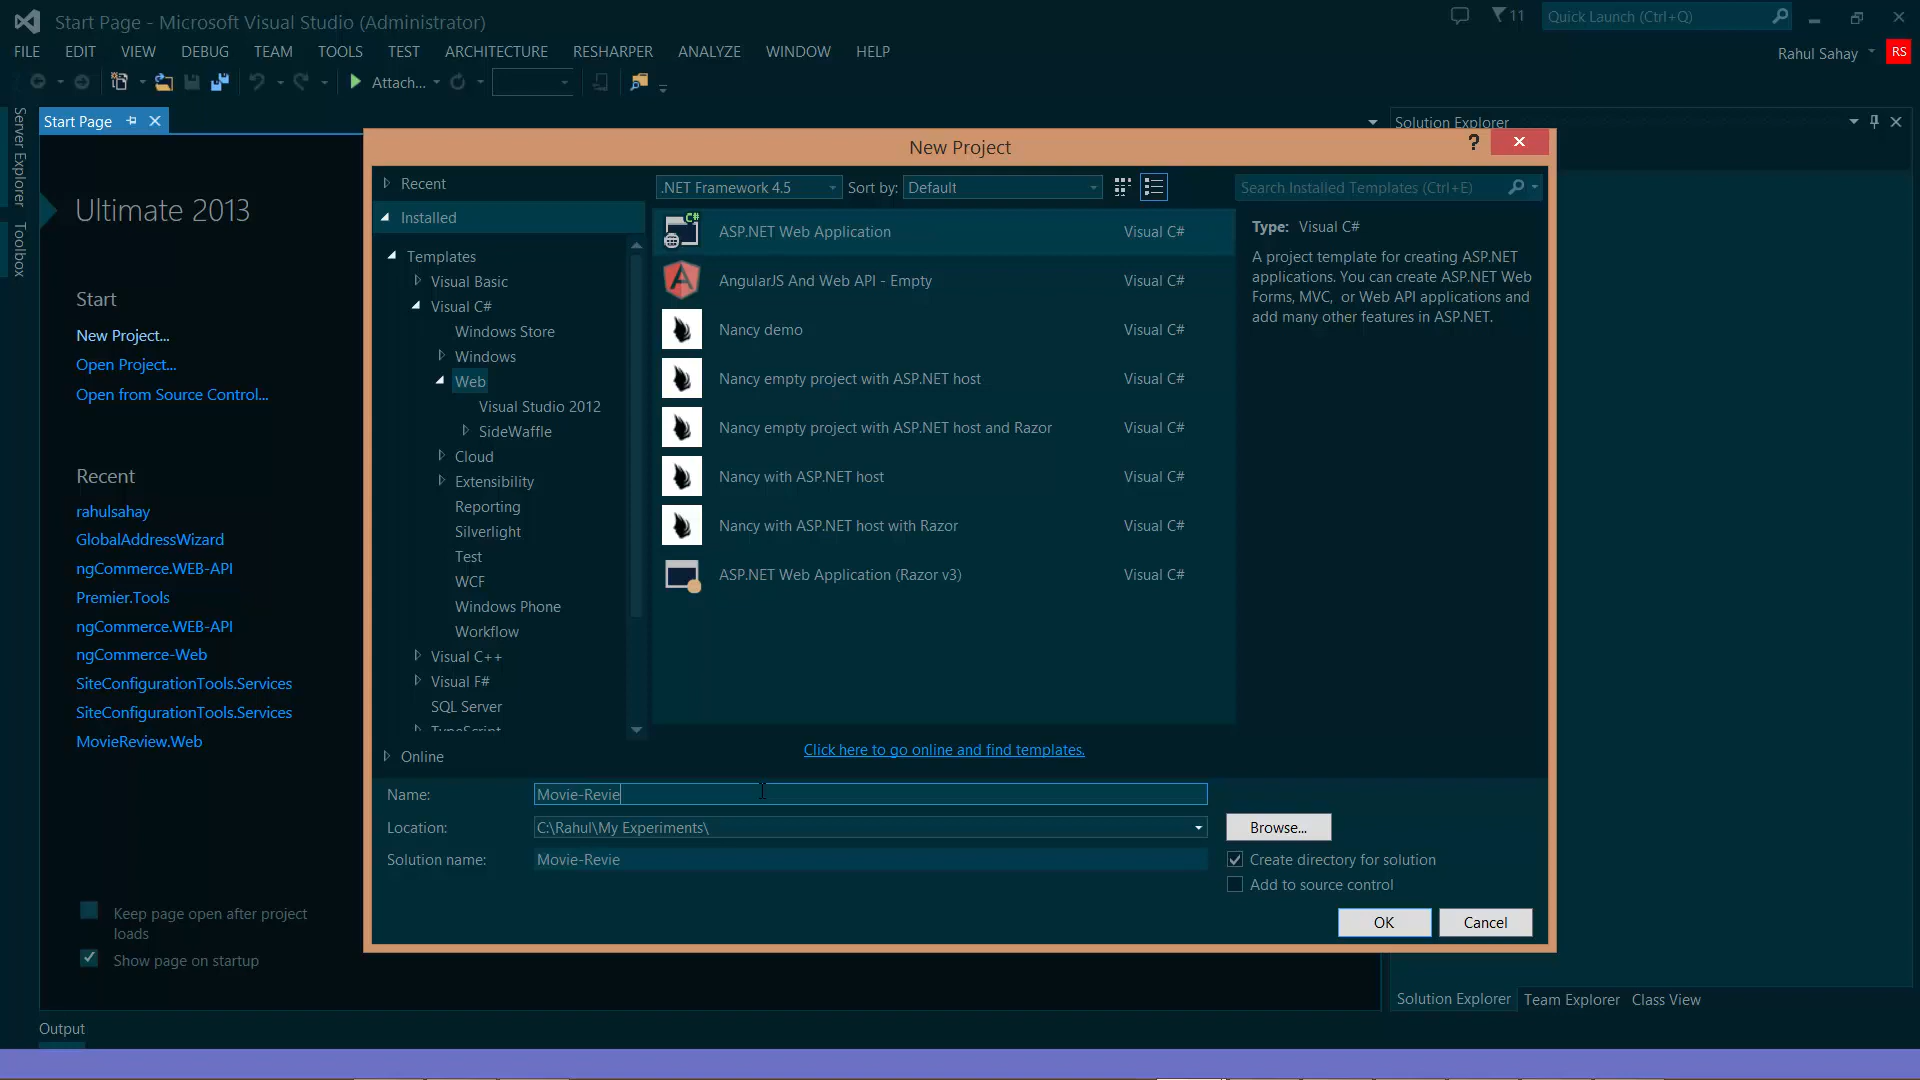 Start Page - Microsoft Visual Studio (Administrator)
11
Quick Launch (Ctrl+Q)
FILE EDIT VIEW DEBUG TEAM TOOLS TEST ARCHITECTURE RESHARPER ANALYZE WINDOW HELP
Rahul Sahay
RS
Attach...
Server Explorer
Toolbox
Start Page
Solution Explorer
Ultimate 2013
Start
New Project...
Open Project...
Open from Source Control...
Recent
rahulsahay
GlobalAddressWizard
ngCommerce.WEB-API
Premier.Tools
ngCommerce.WEB-API
ngCommerce-Web
SiteConfigurationTools.Services
SiteConfigurationTools.Services
MovieReview.Web
Keep page open after project
loads
Show page on startup
New Project
?
Recent
Installed
Templates
Visual Basic
Visual C#
Windows Store
Windows
Web
Visual Studio 2012
SideWaffle
Cloud
Extensibility
Reporting
Silverlight
Test
WCF
Windows Phone
Workflow
Visual C++
Visual F#
SQL Server
TypeScript
Online
.NET Framework 4.5
Sort by: Default
Search Installed Templates (Ctrl+E)
C#
ASP.NET Web Application Visual C#
AngularJS And Web API - Empty Visual C#
Nancy demo Visual C#
Nancy empty project with ASP.NET host Visual C#
Nancy empty project with ASP.NET host and Razor Visual C#
Nancy with ASP.NET host Visual C#
Nancy with ASP.NET host with Razor Visual C#
ASP.NET Web Application (Razor v3) Visual C#
Type: Visual C#
A project template for creating ASP.NET
applications. You can create ASP.NET Web
Forms, MVC, or Web API applications and
add many other features in ASP.NET.
Click here to go online and find templates.
Name: Movie-Revie
Location: C:\Rahul\My Experiments\
Browse...
Solution name: Movie-Revie
Create directory for solution
Add to source control
OK
Cancel
Solution Explorer Team Explorer Class View
Output